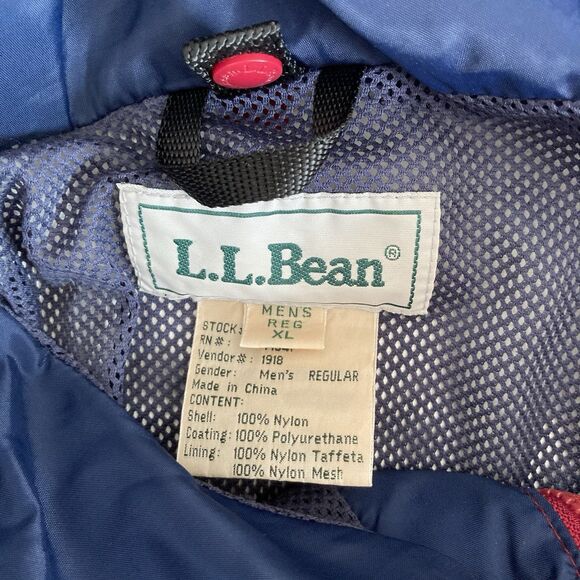 L.L.Bean®
MENS
REG
XL
STOCK:
RN# :
Vendor# : 1918
Gender: Men's REGULAR
Made in China
CONTENT:
Shell: 100% Nylon
Coating: 100% Polyurethane
Lining: 100% Nylon Taffeta
100% Nylon Mesh